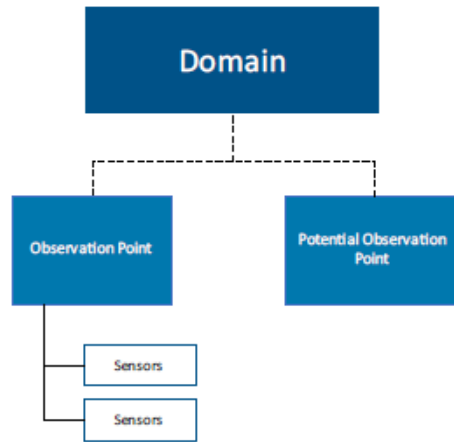 Domain
Observation Point
Potential Observation
Point
Sensors
Sensors